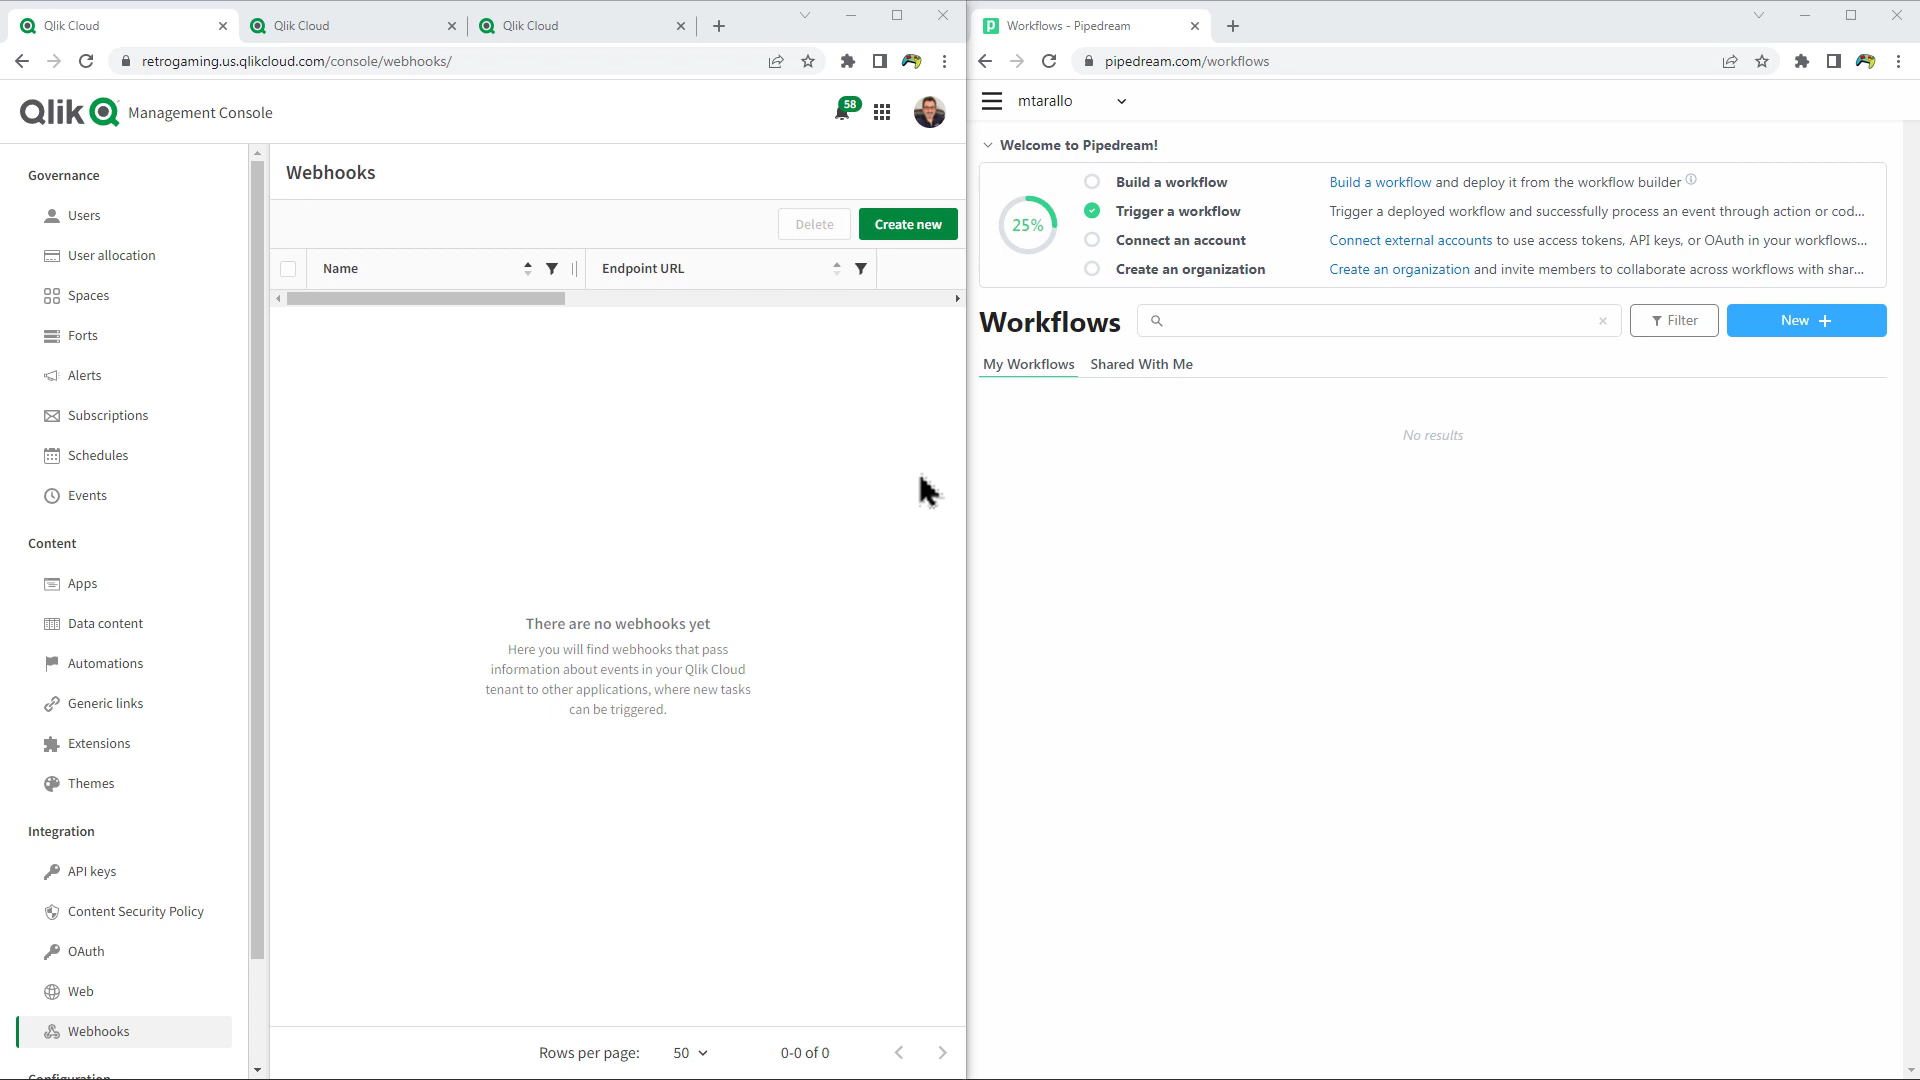 Qlik Cloud
Qlik Cloud
Qlik Cloud
retrogaming.us.qlikcloud.com/console/webhooks/
Qlik Management Console
58
Governance
Users
User allocation
Spaces
Forts
Alerts
Subscriptions
Schedules
Events
Content
Apps
Data content
Automations
Generic links
Extensions
Themes
Integration
API keys
Content Security Policy
OAuth
Web
Webhooks
Configuration
Webhooks
Delete
Create new
Name
Endpoint URL
There are no webhooks yet
Here you will find webhooks that pass
information about events in your Qlik Cloud
tenant to other applications, where new tasks
can be triggered.
Rows per page: 50
0-0 of 0
Workflows - Pipedream
pipedream.com/workflows
mtarallo
Welcome to Pipedream!
25%
Build a workflow
Build a workflow and deploy it from the workflow builder
Trigger a workflow
Trigger a deployed workflow and successfully process an event through action or cod...
Connect an account
Connect external accounts to use access tokens, API keys, or OAuth in your workflows...
Create an organization
Create an organization and invite members to collaborate across workflows with shar...
Workflows
Filter
New +
My Workflows
Shared With Me
No results